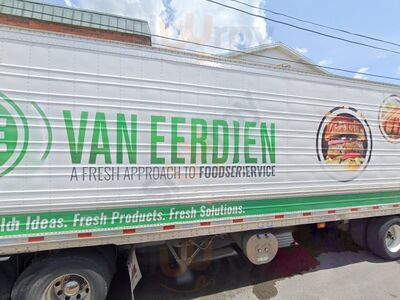 VAN EERDEN
A FRESH APPROACH TO FOODSERVICE
Ideas. Fresh Products. Fresh Solutions.